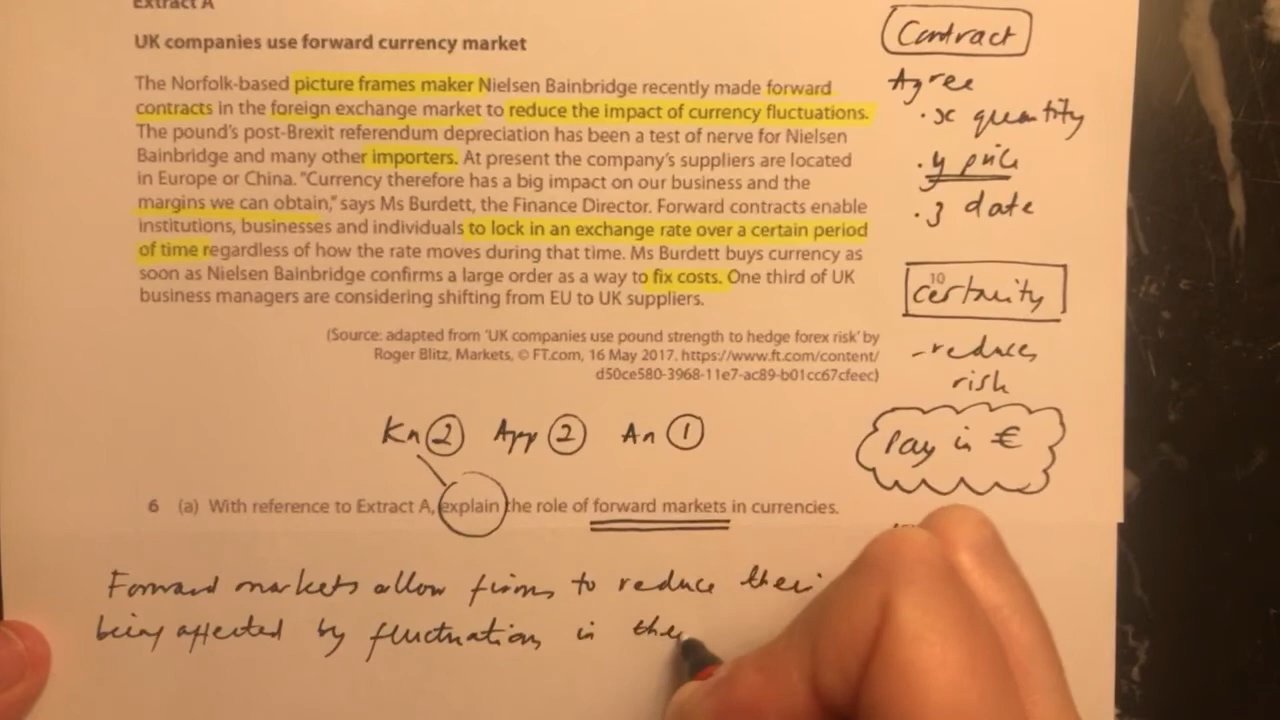 Extract A
UK companies use forward currency market
The Norfolk-based picture frames maker Nielsen Bainbridge recently made forward
contracts in the foreign exchange market to reduce the impact of currency fluctuations.
The pound's post-Brexit referendum depreciation has been a test of nerve for Nielsen
Bainbridge and many other importers. At present the company's suppliers are located
in Europe or China. "Currency therefore has a big impact on our business and the
margins we can obtain," says Ms Burdett, the Finance Director. Forward contracts enable
institutions, businesses and individuals to lock in an exchange rate over a certain period
of time regardless of how the rate moves during that time. Ms Burdett buys currency as
soon as Nielsen Bainbridge confirms a large order as a way to fix costs. One third of UK
business managers are considering shifting from EU to UK suppliers.
10
(Source: adapted from 'UK companies use pound strength to hedge forex risk' by
Roger Blitz, Markets, © FT.com, 16 May 2017, https://www.ft.com/content/
d50ce580-3968-11e7-ac89-b01cc67cfeec)
Contract
Agree
· x quantity
· y price
· z date
certainity
- reduces
risk
Pay in €
Kn 2 App 2 An 1
6 (a) With reference to Extract A, explain the role of forward markets in currencies.
Forward markets allow firms to reduce their
being affected by fluctuation in the